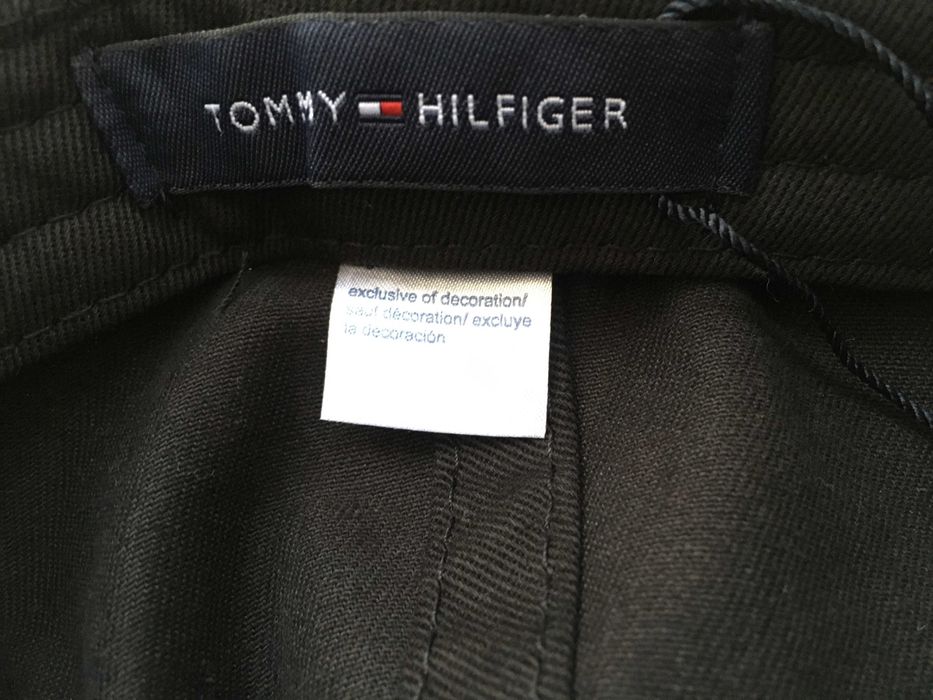 TOMMY HILFIGER
exclusive of decoration/
sauf décoration/ excluye
la decoración